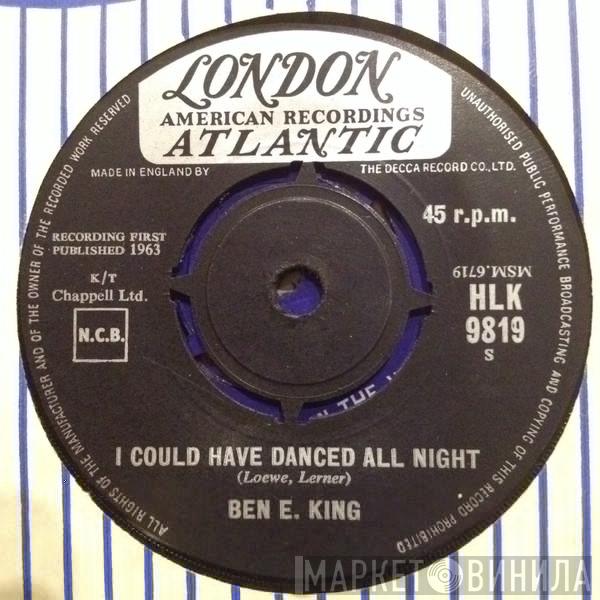 LONDON
AMERICAN RECORDINGS
ATLANTIC
MADE IN ENGLAND BY
THE DECCA RECORD CO., LTD.
45 r.p.m.
RECORDING FIRST
PUBLISHED 1963
K/T
Chappell Ltd.
N.C.B.
MSM.6719
HLK
9819
S
THE
I COULD HAVE DANCED ALL NIGHT
(Loewe, Lerner)
BEN E. KING
ALL RIGHTS OF THE MANUFACTURER AND OF THE OWNER OF THE RECORDED WORK RESERVED
UNAUTHORISED PUBLIC PERFORMANCE BROADCASTING AND COPYING OF THIS RECORD PROHIBITED
МАРКЕТ ВИНИЛА